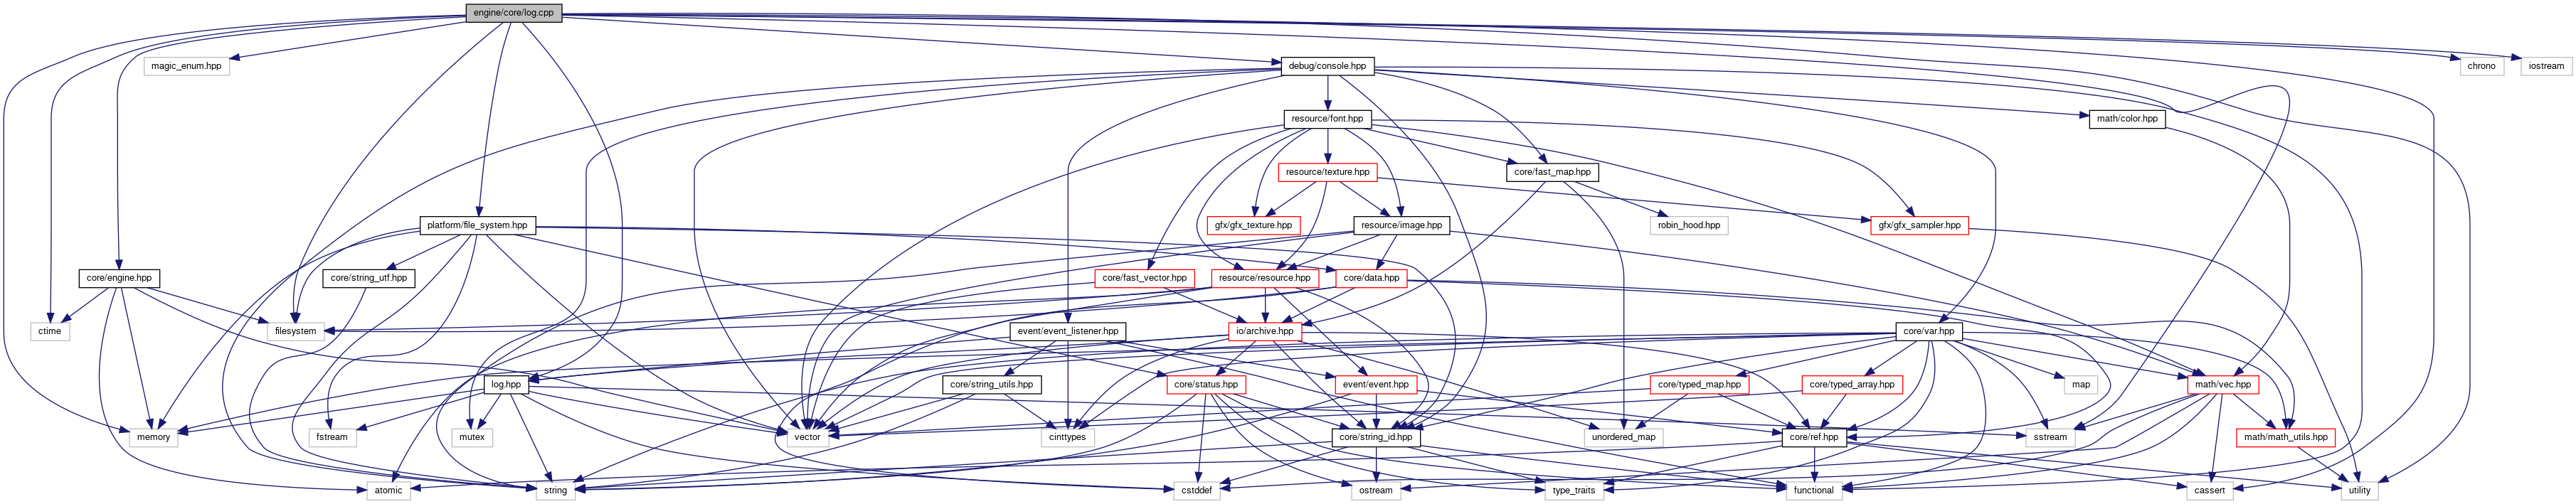 engine/core/log.cpp
magic_enum.hpp
debug/console.hpp
chrono
iostream
resource/font.hpp
math/color.hpp
resource/texture.hpp
core/fast_map.hpp
platform/file_system.hpp
gfx/gfx_texture.hpp
resource/image.hpp
robin_hood.hpp
gfx/gfx_sampler.hpp
core/engine.hpp
core/string_utf.hpp
core/fast_vector.hpp
resource/resource.hpp
core/data.hpp
ctime
filesystem
event/event_listener.hpp
io/archive.hpp
core/var.hpp
log.hpp
core/string_utils.hpp
core/status.hpp
event/event.hpp
core/typed_map.hpp
core/typed_array.hpp
map
math/vec.hpp
memory
fstream
mutex
vector
cinttypes
core/string_id.hpp
unordered_map
core/ref.hpp
sstream
math/math_utils.hpp
atomic
string
cstddef
ostream
type_traits
functional
cassert
utility